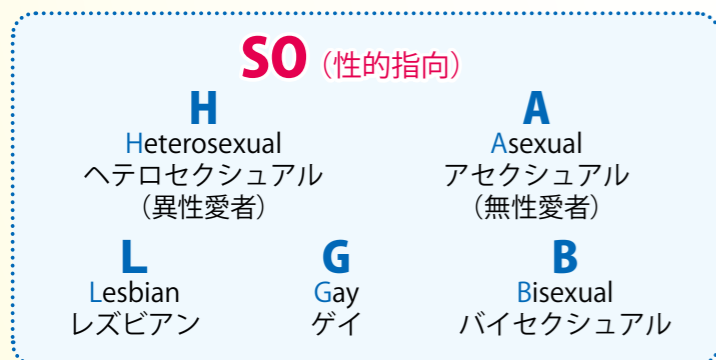 SO（性的指向）
H A
Heterosexual Asexual
ヘテロセクシュアル アセクシュアル
（異性愛者） （無性愛者）
L G B
Lesbian Gay Bisexual
レズビアン ゲイ バイセクシュアル